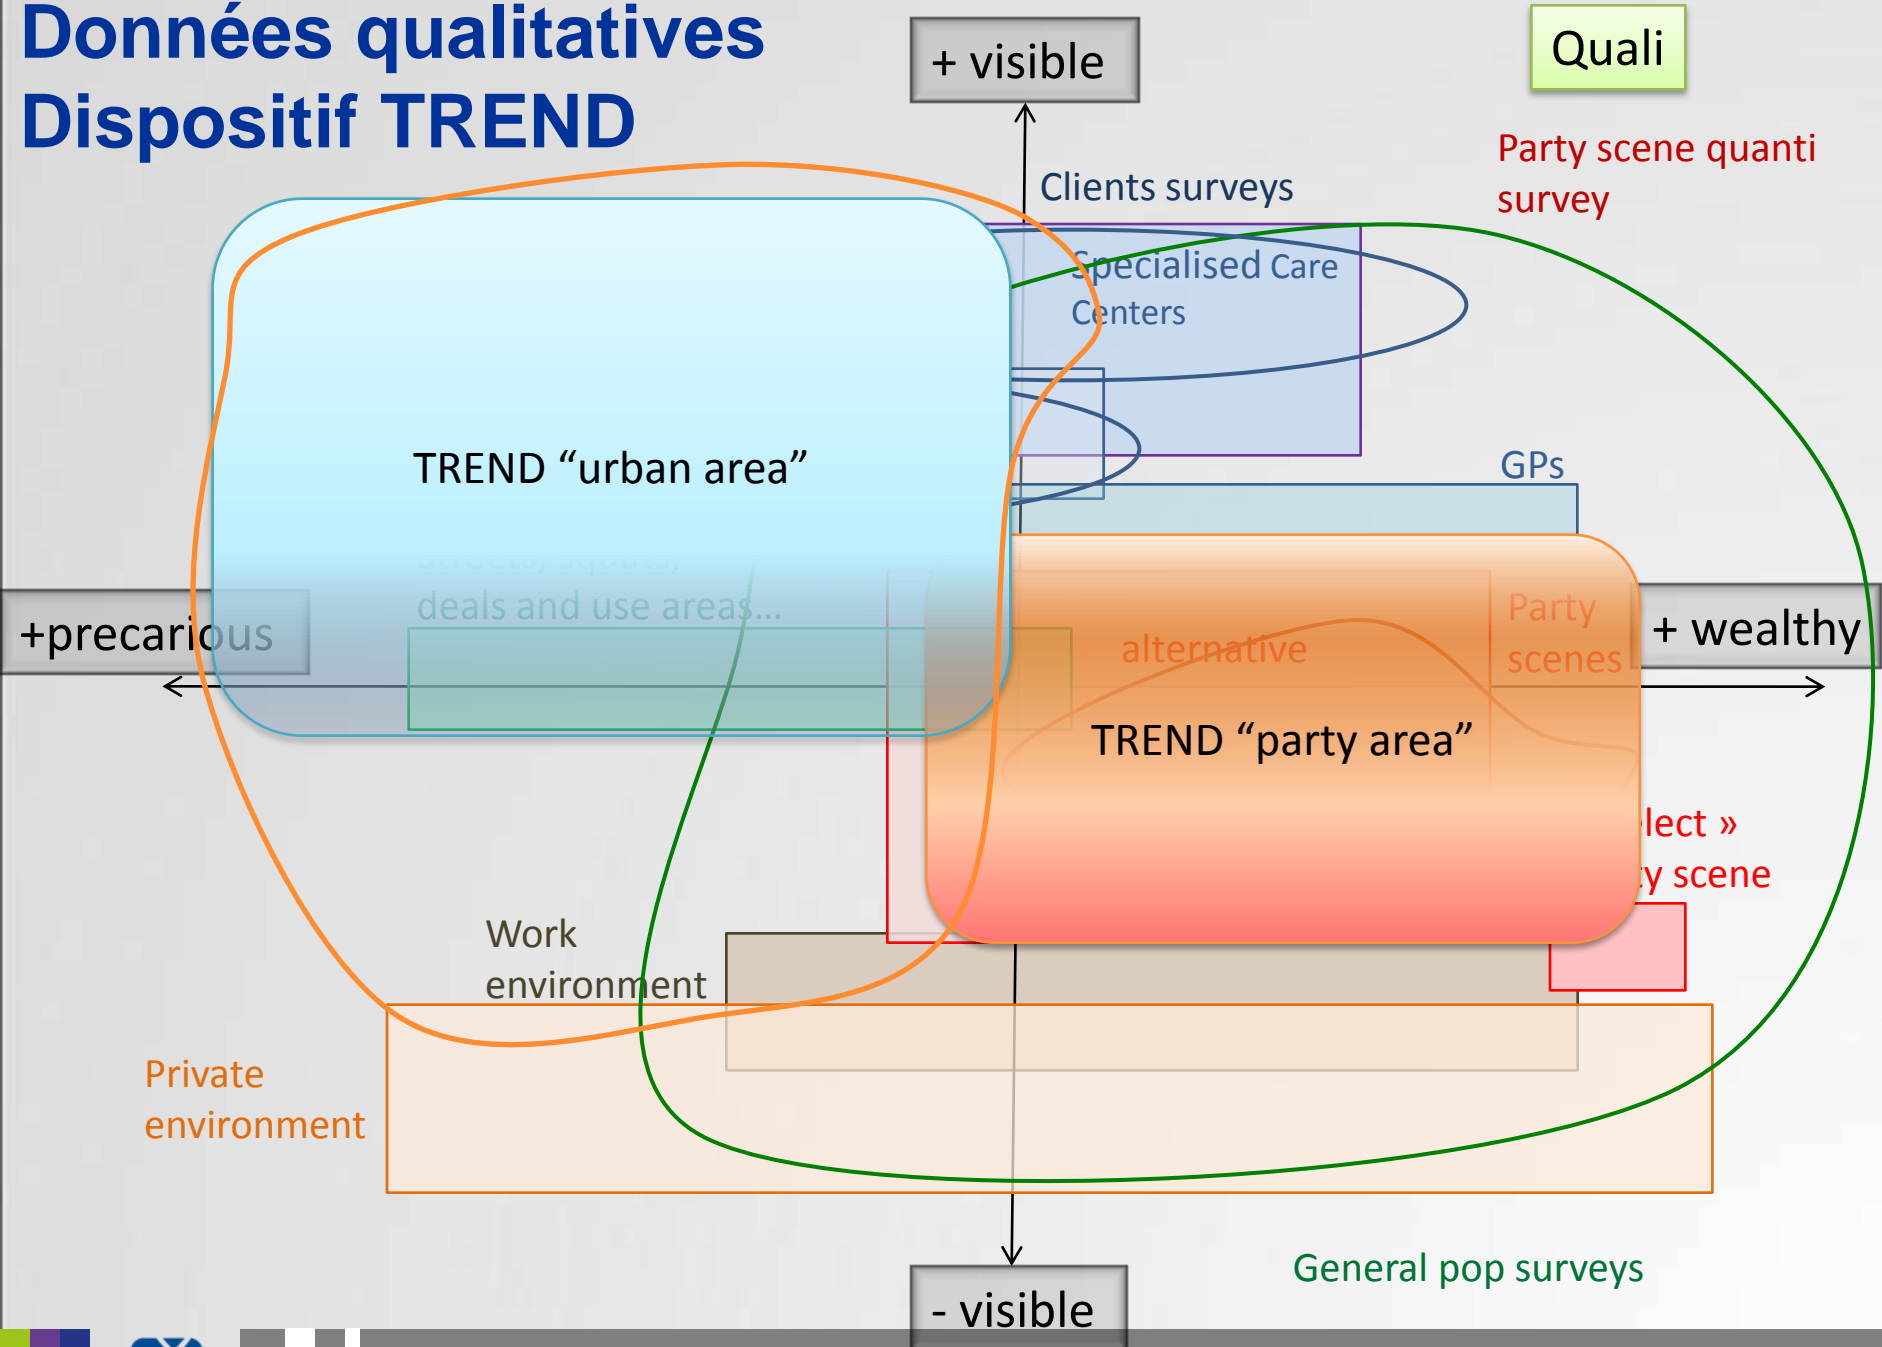 Données qualitatives
Dispositif TREND
+ visible
Quali
Party scene quanti
survey
Clients surveys
Specialised Care
Centers
TREND “urban area”
GPs
deals and use areas...
+precarious
Party
scenes
alternative
+ wealthy
TREND “party area”
lect »
scene
Work
environment
Private
environment
General pop surveys
- visible